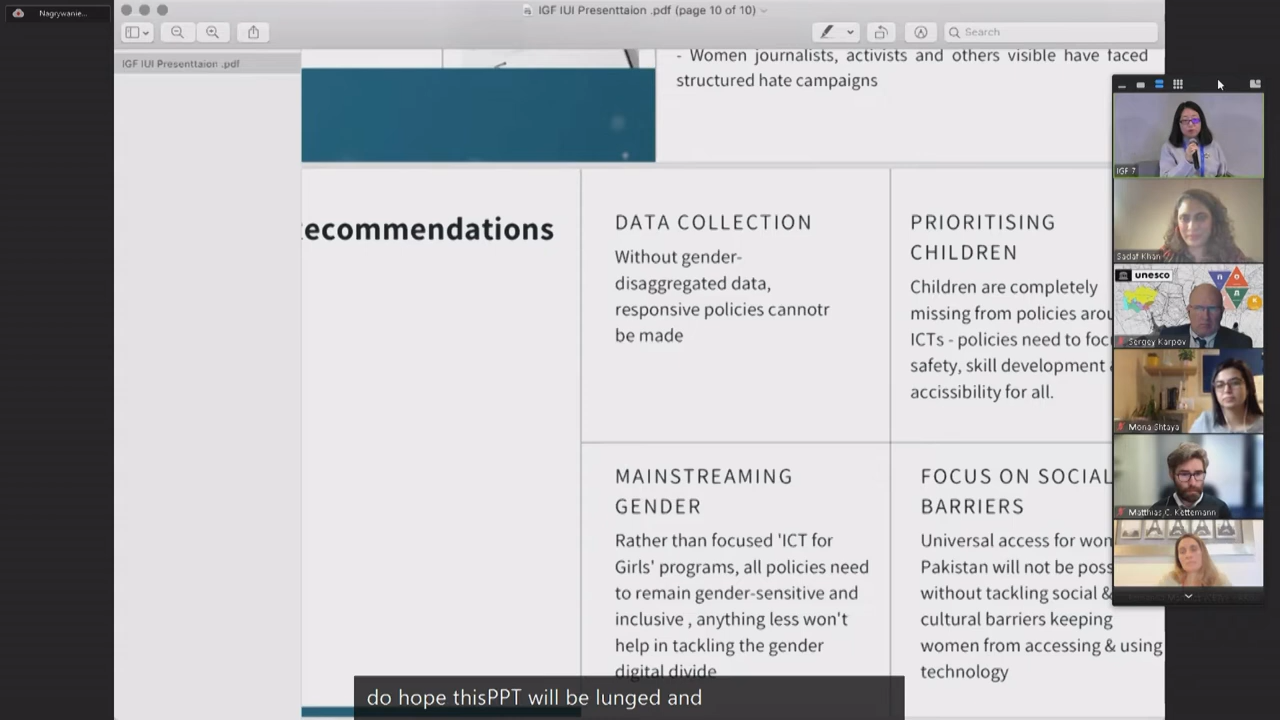 Nagrywanie...
IGF IUI Presenttaion .pdf (page 10 of 10)
Search
IGF IUI Presenttaion .pdf
- Women journalists, activists and others visible have faced
structured hate campaigns
ecommendations
DATA COLLECTION
Without gender-
disaggregated data,
responsive policies cannotr
be made
PRIORITISING
CHILDREN
Children are completely
missing from policies arou
ICTs - policies need to foc
safety, skill development
accissibility for all.
MAINSTREAMING
GENDER
Rather than focused 'ICT for
Girls' programs, all policies need
to remain gender-sensitive and
inclusive , anything less won't
help in tackling the gender
digital divide
FOCUS ON SOCIAL
BARRIERS
Universal access for won
Pakistan will not be poss
without tackling social &
cultural barriers keeping
women from accessing & using
technology
IGF 7
Sadaf Khan
unesco
Sergey Karpov
Mona Shtaya
Matthias C. Kettemann
do hope thisPPT will be lunged and